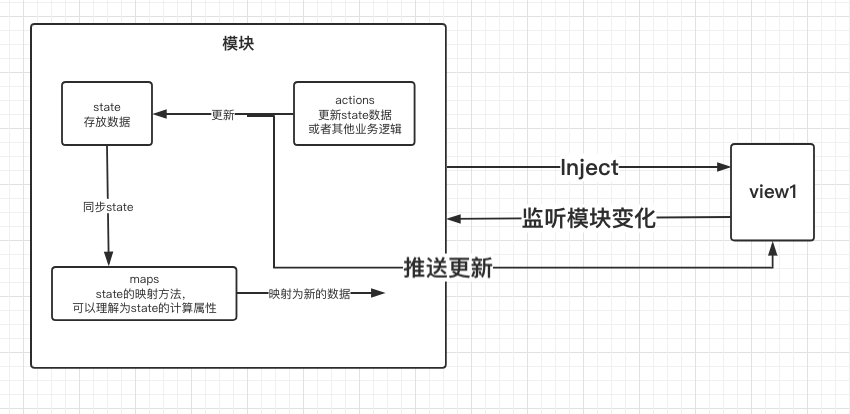 模块
state
存放数据
更新
actions
更新state数据
或者其他业务逻辑
Inject
view1
同步state
监听模块变化
推送更新
maps
state的映射方法，
可以理解为state的计算属性
映射为新的数据